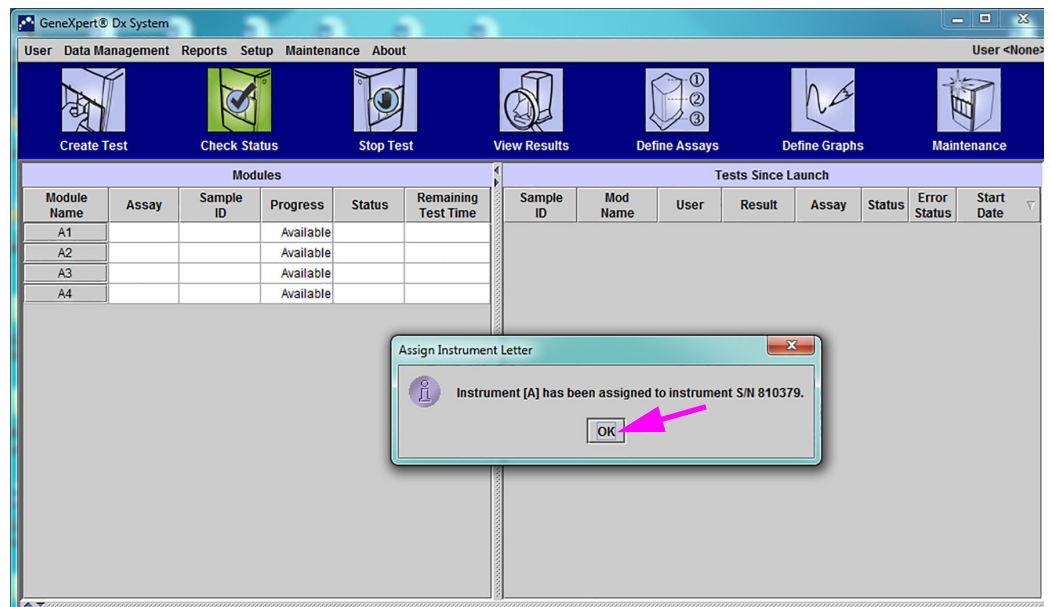 GeneXpert® Dx System
User Data Management Reports Setup Maintenance About User <None>
Create Test Check Status Stop Test View Results Define Assays Define Graphs Maintenance
1
2
3
Modules Tests Since Launch
Module Name Assay Sample ID Progress Status Remaining Test Time Sample ID Mod Name User Result Assay Status Error Status Start Date
A1 Available
A2 Available
A3 Available
A4 Available
Assign Instrument Letter
Instrument [A] has been assigned to instrument S/N 810379.
OK